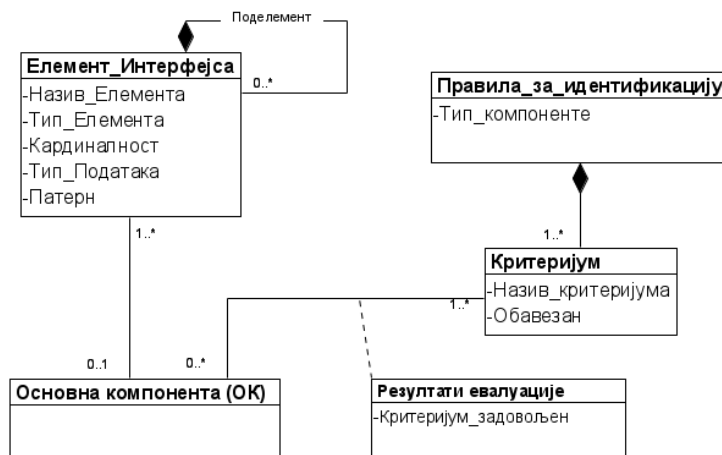 Поделемент
Елемент_Интерфејса
0..*
-Назив_Елемента
-Тип_Елемента
-Кардиналност
-Тип_Података
-Патерн
1..*
Правила_за_идентификацију
-Тип_компоненте
1..*
Критеријум
-Назив_критеријума
-Обавезан
1..*
0..1
0..*
Основна компонента (ОК)
Резултати евалуације
-Критеријум_задовољен